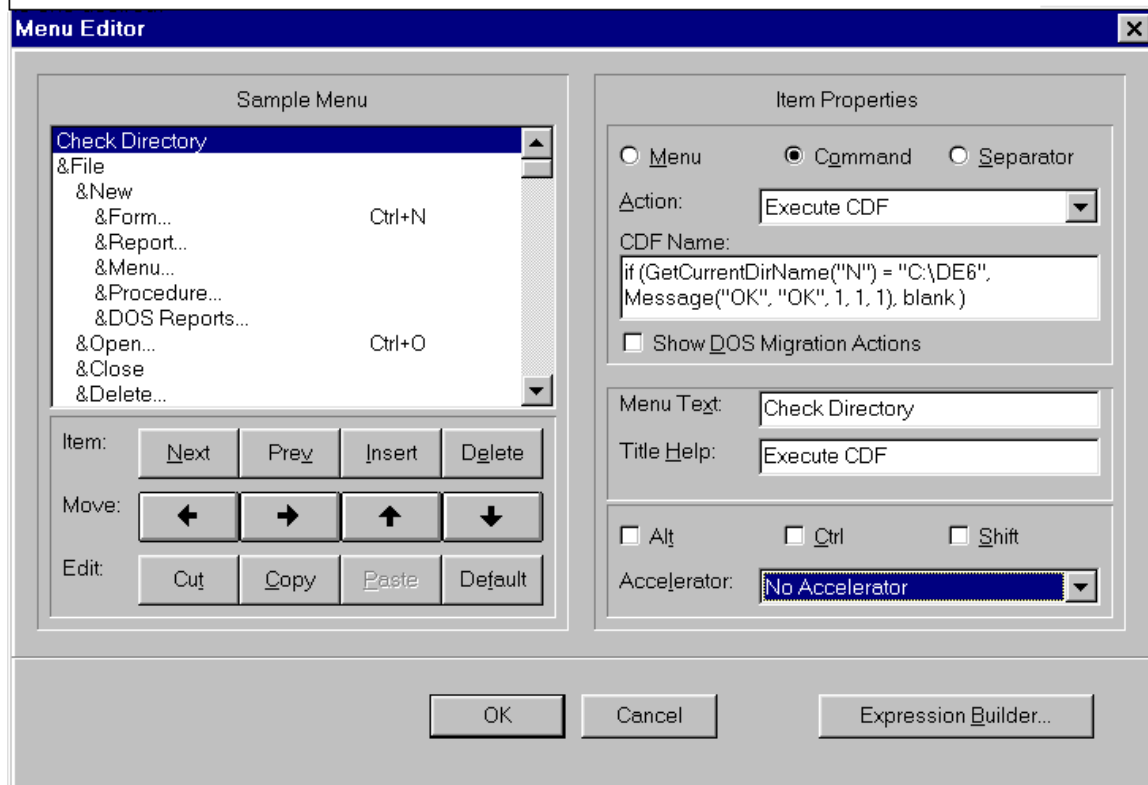 Menu Editor
Sample Menu
Check Directory
&File
&New
&Form... Ctrl+N
&Report...
&Menu...
&Procedure...
&DOS Reports...
&Open... Ctrl+O
&Close
&Delete...
Item: Next Prev Insert Delete
Move:
Edit: Cut Copy Paste Default
Item Properties
Menu Command Separator
Action: Execute CDF
CDF Name:
if (GetCurrentDirName("N") = "C:\DE6",
Message("OK", "OK", 1, 1, 1), blank )
Show DOS Migration Actions
Menu Text: Check Directory
Title Help: Execute CDF
Alt Ctrl Shift
Accelerator: No Accelerator
OK Cancel Expression Builder...